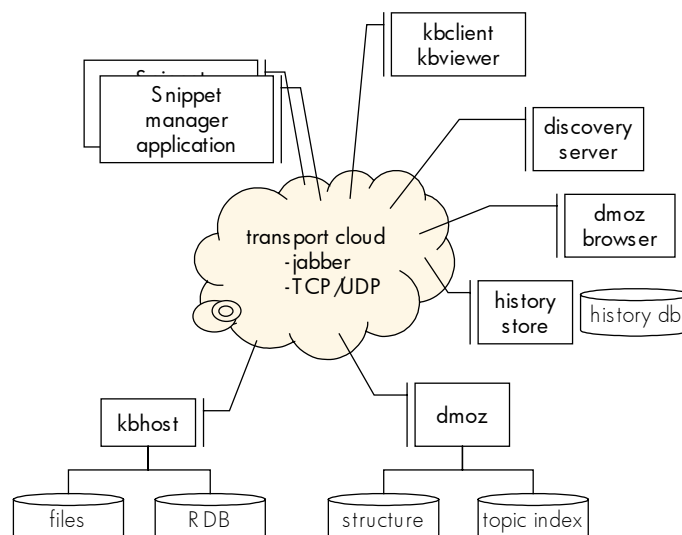 kbclient
kbviewer
Snippet
manager
application
discovery
server
dmoz
browser
transport cloud
-jabber
-TCP/UDP
history
store
history db
kbhost
dmoz
files
RDB
structure
topic index